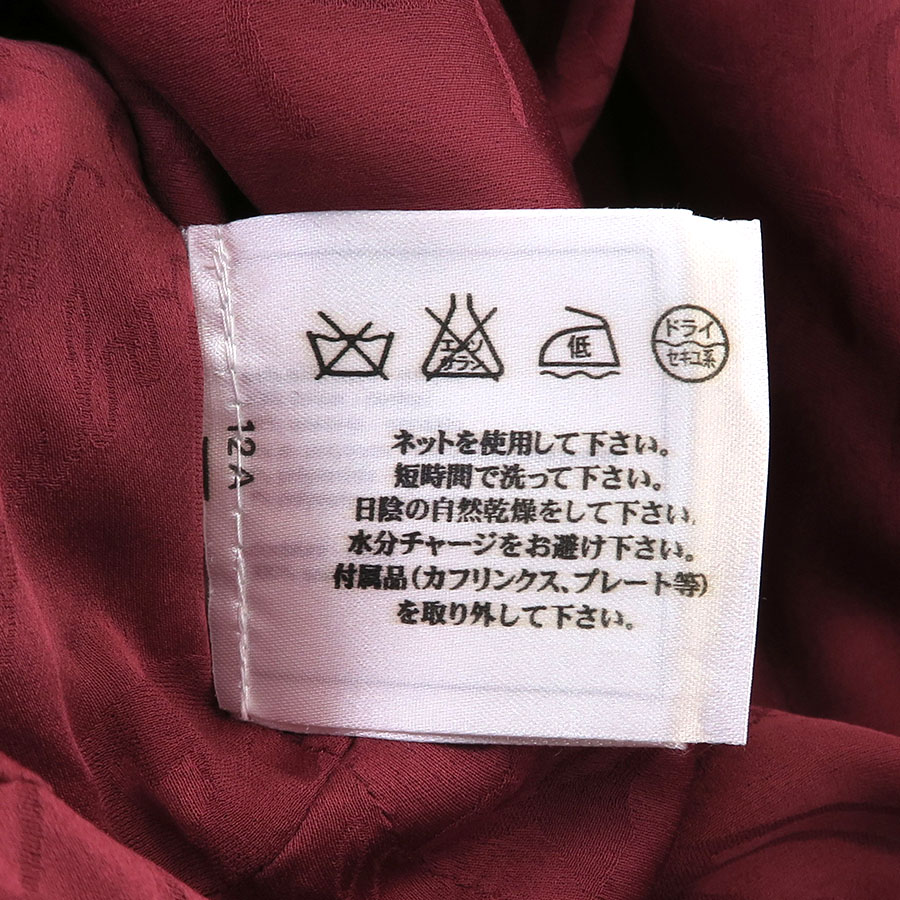 エンソ
サラシ
低
ドライ
セキユ系
12A
ネットを使用して下さい。
短時間で洗って下さい。
日陰の自然乾燥をして下さい.
水分チャージをお避け下さい。
付属品(カフリンクス、プレート等)
を取り外して下さい。